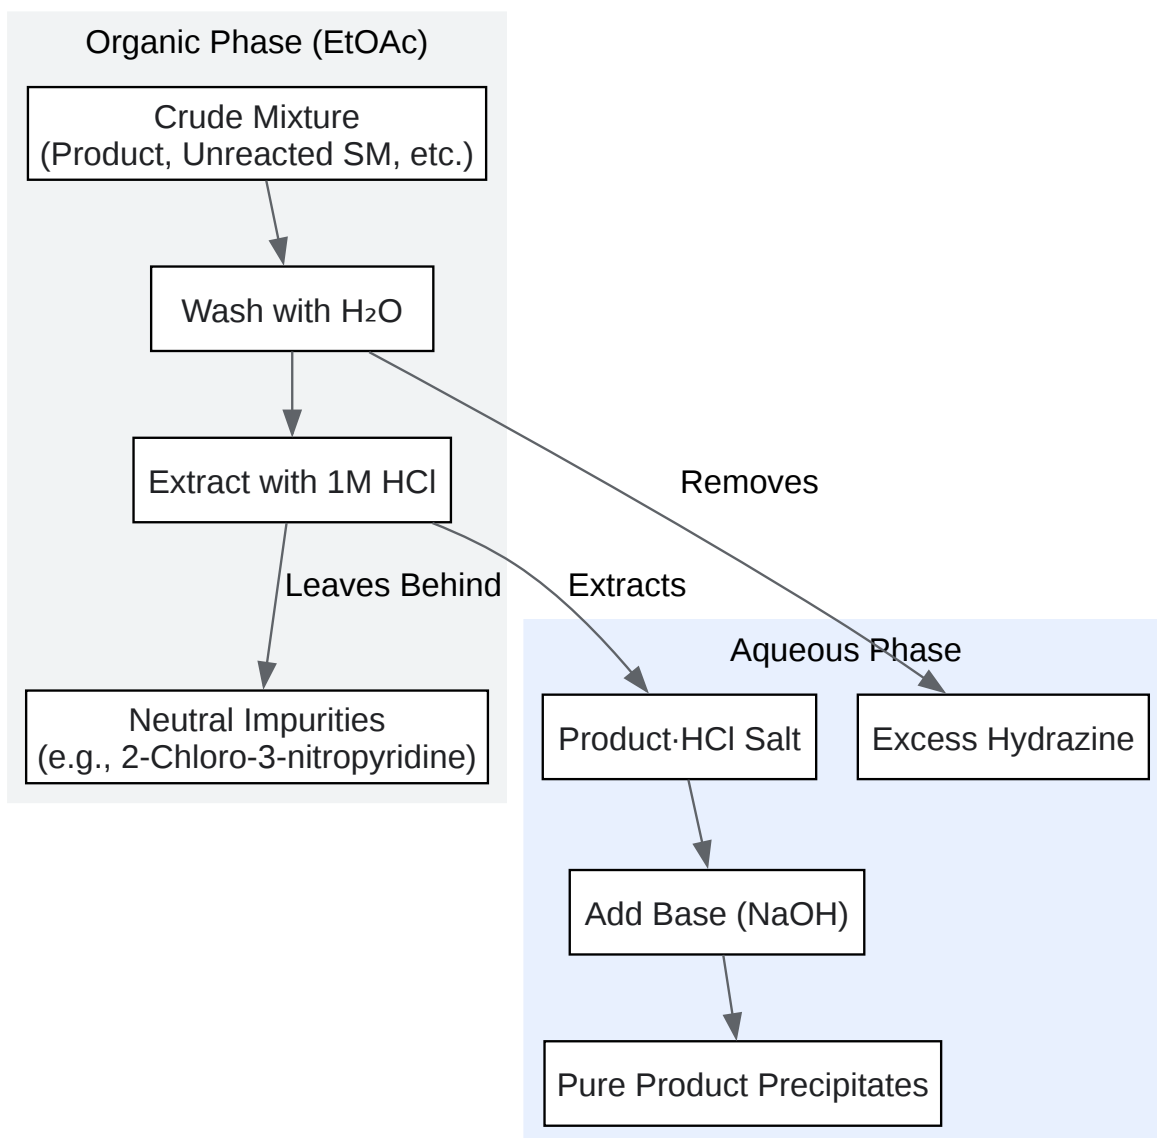 Organic Phase (EtOAc)
Crude Mixture
(Product, Unreacted SM, etc.)
Wash with H₂O
Extract with 1M HCl
Removes
Leaves Behind
Extracts
Aqueous Phase
Neutral Impurities
(e.g., 2-Chloro-3-nitropyridine)
Product·HCl Salt
Excess Hydrazine
Add Base (NaOH)
Pure Product Precipitates